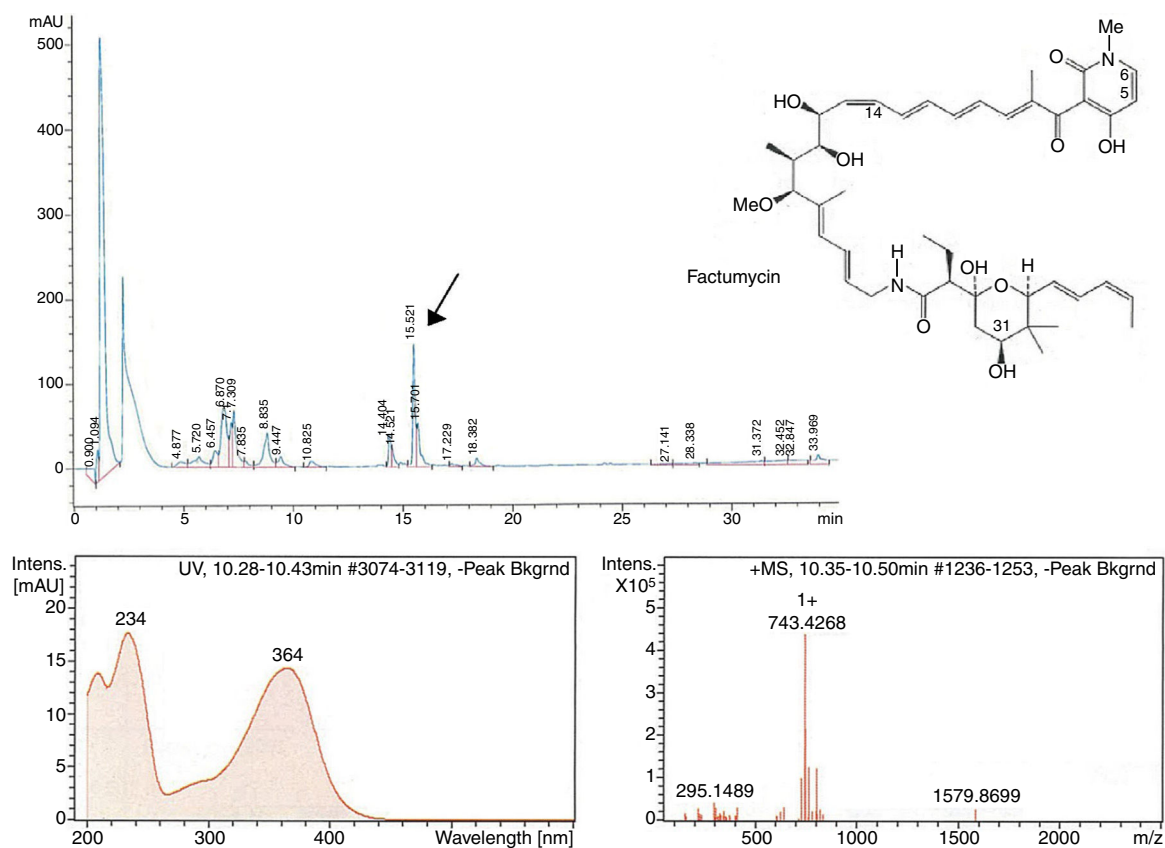 mAU
500
400
300
200
100
0
0.900
1.094
4.877
5.720
6.457
6.870
7.309
7.835
8.835
9.447
10.825
14.404
14.521
15.521
15.701
17.229
18.382
27.141
28.338
31.372
32.452
32.847
33.969
0 5 10 15 20 25 30 min
Me
O N 6
5
HO 14
O OH
OH
MeO
H
N
OH O H
Factumycin
O
31
OH
Intens.
[mAU]
UV, 10.28-10.43min #3074-3119, -Peak Bkgrnd
20
15
10
5
0
234
364
200 300 400 Wavelength [nm]
Intens.
X10⁵
+MS, 10.35-10.50min #1236-1253, -Peak Bkgrnd
5
4
3
2
1
0
1+
743.4268
295.1489
1579.8699
500 1000 1500 2000 m/z